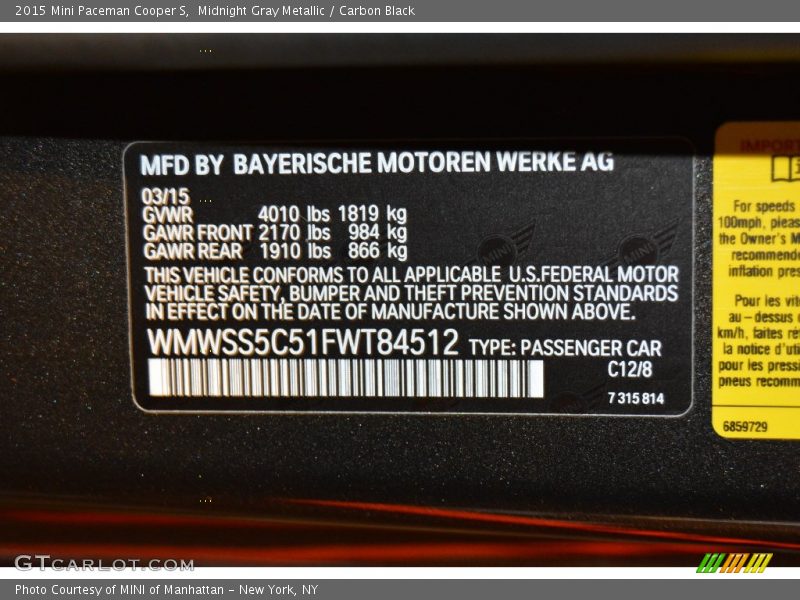 2015 Mini Paceman Cooper S,  Midnight Gray Metallic / Carbon Black
MFD BY BAYERISCHE MOTOREN WERKE AG
03/15
GVWR 4010 lbs 1819 kg
GAWR FRONT 2170 lbs 984 kg
GAWR REAR 1910 lbs 866 kg
THIS VEHICLE CONFORMS TO ALL APPLICABLE U.S.FEDERAL MOTOR
VEHICLE SAFETY, BUMPER AND THEFT PREVENTION STANDARDS
IN EFFECT ON THE DATE OF MANUFACTURE SHOWN ABOVE.
WMWSS5C51FWT84512 TYPE: PASSENGER CAR
C12/8
7 315 814
MINI MINI
For speeds
100mph, pleas
the Owner's M
recommende
inflation pres
Pour les vite
au-dessus d
km/h, faites ré
la notice d'uti
pour les pressi
pneus recomm
6859729
GTCARLOT.COM
Photo Courtesy of MINI of Manhattan - New York, NY